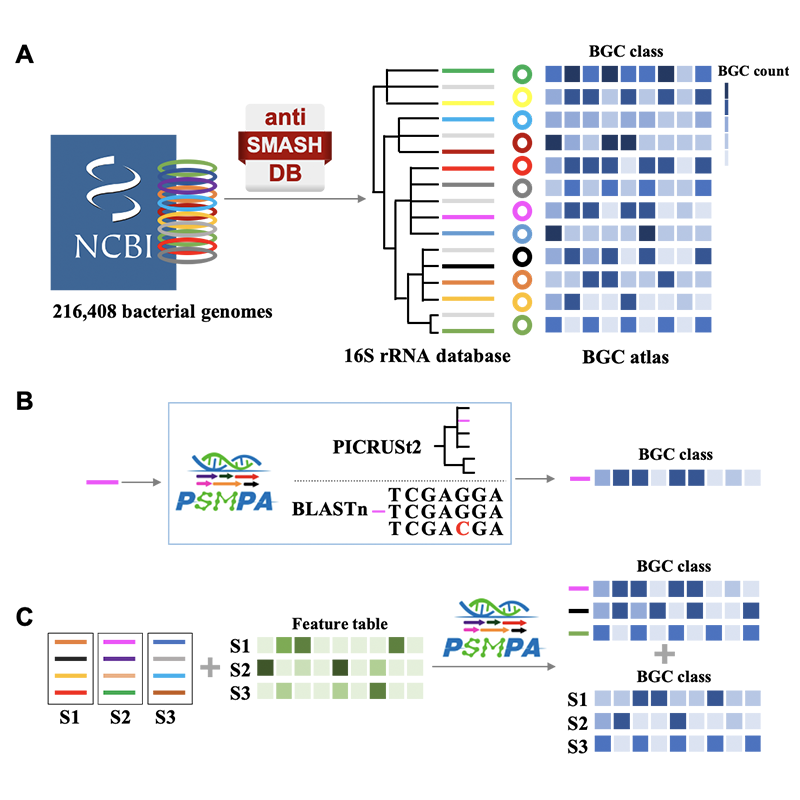 A
BGC class
BGC count
anti
SMASH
DB
NCBI
216,408 bacterial genomes
16S rRNA database
BGC atlas
B
PICRUSt2
PSMPA
BLASTn
TCGAGGA
TCGAGGA
TCGACGA
BGC class
C
S1
S2
S3
Feature table
S1
S2
S3
PSMPA
BGC class
BGC class
S1
S2
S3